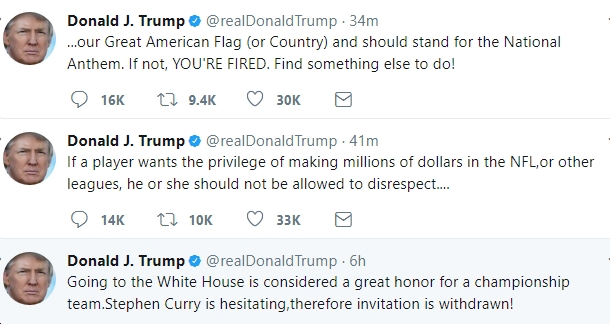 Donald J. Trump @realDonaldTrump · 34m
...our Great American Flag (or Country) and should stand for the National
Anthem. If not, YOU'RE FIRED. Find something else to do!
16K 9.4K 30K
Donald J. Trump @realDonaldTrump · 41m
If a player wants the privilege of making millions of dollars in the NFL,or other
leagues, he or she should not be allowed to disrespect....
14K 10K 33K
Donald J. Trump @realDonaldTrump · 6h
Going to the White House is considered a great honor for a championship
team.Stephen Curry is hesitating,therefore invitation is withdrawn!